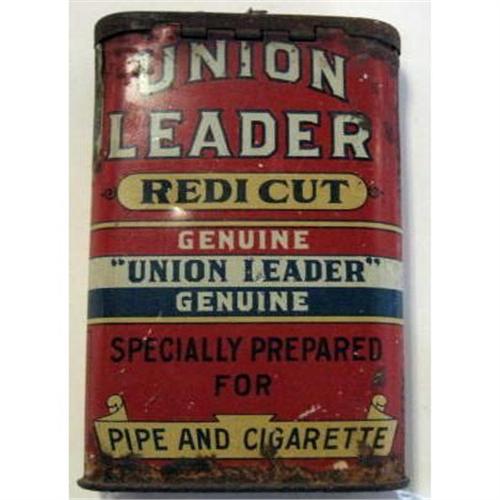 UNION
LEADER
REDI CUT
GENUINE
"UNION LEADER"
GENUINE
SPECIALLY PREPARED
FOR
PIPE AND CIGARETTE